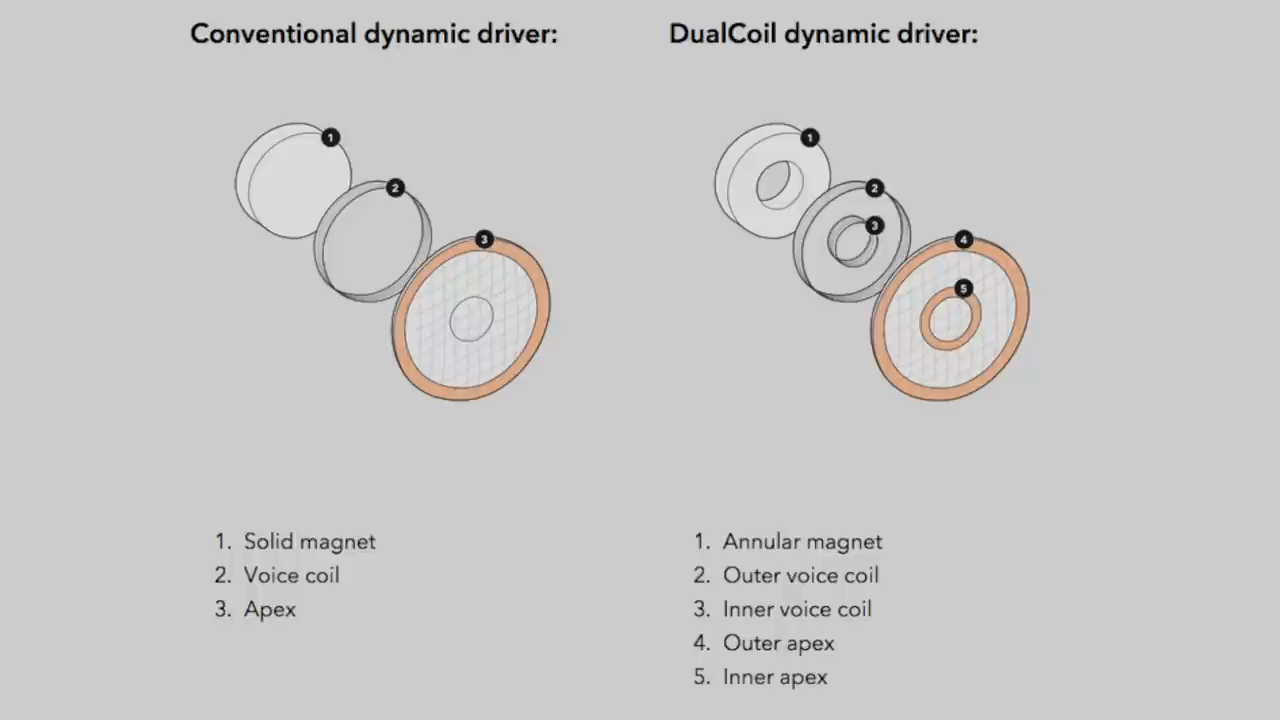 Conventional dynamic driver:
1
2
3
1. Solid magnet
2. Voice coil
3. Apex
DualCoil dynamic driver:
1
2
3
4
5
1. Annular magnet
2. Outer voice coil
3. Inner voice coil
4. Outer apex
5. Inner apex